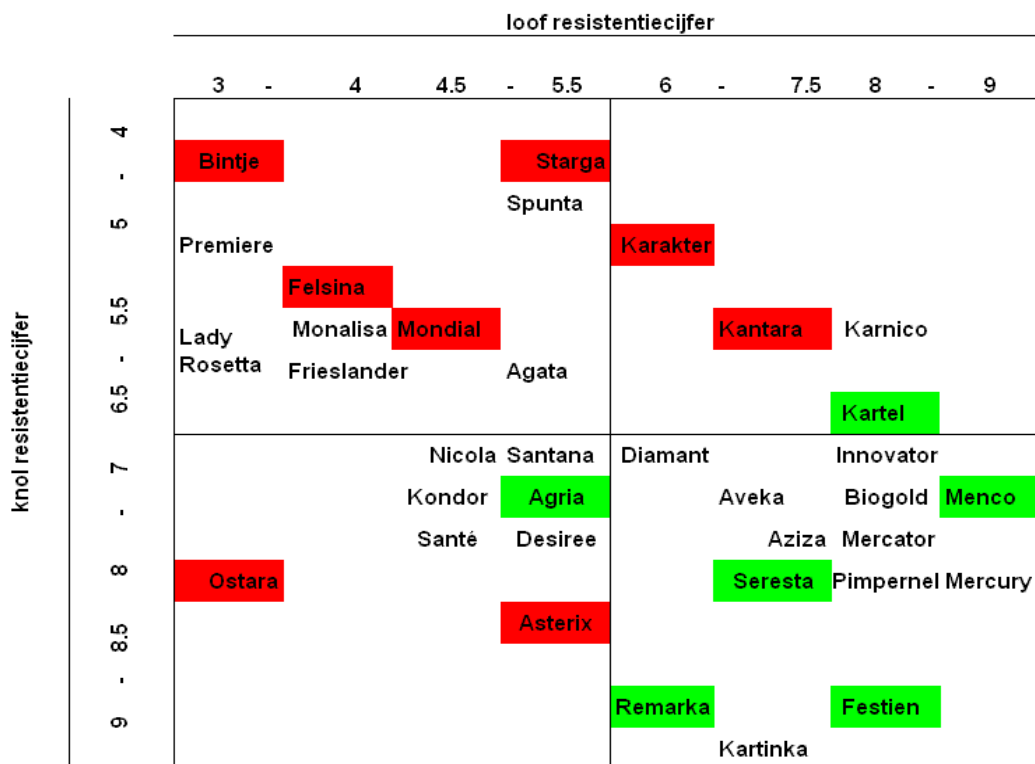 loof resistentiecijfer
3 - 4 4.5 - 5.5 6 - 7.5 8 - 9
knol resistentiecijfer
4 - 5 5.5 - 6.5 7 - 8 8.5 - 9
Bintje Starga
Spunta
Premiere Karakter
Felsina
Monalisa Mondial Kantara Karnico
Lady
Rosetta Frieslander Agata
Kartel
Nicola Santana Diamant Innovator
Kondor Agria Aveka Biogold Menco
Santé Desiree Aziza Mercator
Ostara Seresta Pimpernel Mercury
Asterix
Remarka Festien
Kartinka